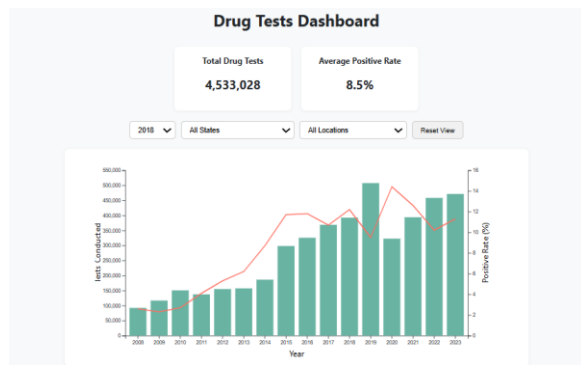 Drug Tests Dashboard
Total Drug Tests
4,533,028
Average Positive Rate
8.5%
2018
All States
All Locations
Reset View
Tests Conducted
550,000
500,000
450,000
400,000
350,000
300,000
250,000
200,000
150,000
100,000
50,000
0
16
14
12
10
8
6
4
2
0
Positive Rate (%)
2008 2009 2010 2011 2012 2013 2014 2015 2016 2017 2018 2019 2020 2021 2022 2023
Year